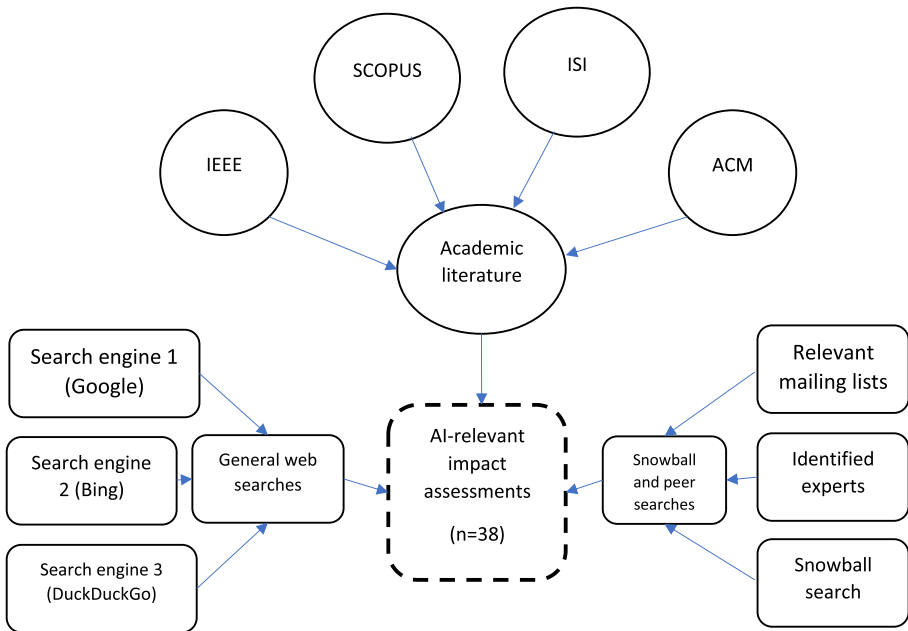 SCOPUS
ISI
IEEE
ACM
Academic
literature
Search engine 1
(Google)
Search engine
2 (Bing)
Search engine 3
(DuckDuckGo)
General web
searches
AI-relevant
impact
assessments
(n=38)
Snowball
and peer
searches
Relevant
mailing lists
Identified
experts
Snowball
search